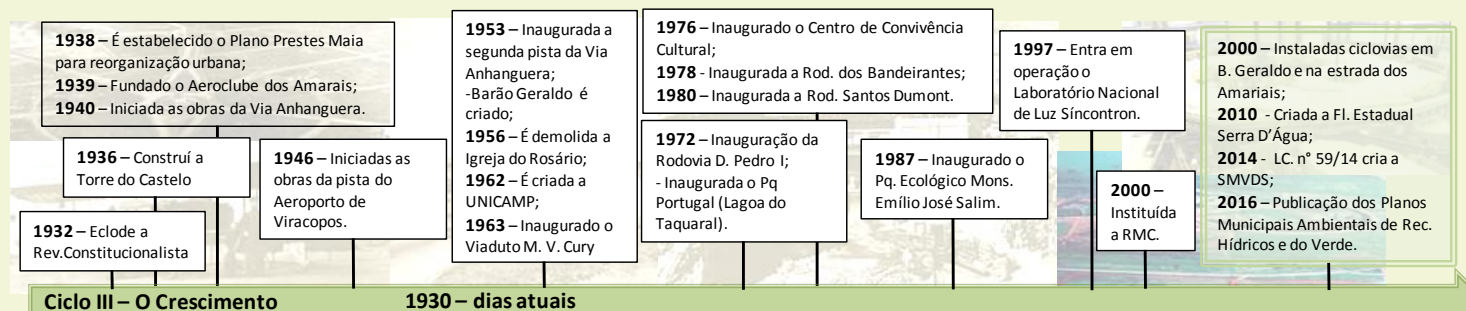 1938 – É estabelecido o Plano Prestes Maia
para reorganização urbana;
1939 – Fundado o Aeroclube dos Amarais;
1940 – Iniciada as obras da Via Anhanguera.
1936 – Construí a
Torre do Castelo
1932 – Eclode a
Rev.Constitucionalista
1946 – Iniciadas as
obras da pista do
Aeroporto de
Viracopos.
1953 – Inaugurada a
segunda pista da Via
Anhanguera;
-Barão Geraldo é
criado;
1956 – É demolida a
Igreja do Rosário;
1962 – É criada a
UNICAMP;
1963 – Inaugurado o
Viaduto M. V. Cury
1976 – Inaugurado o Centro de Convivência
Cultural;
1978 - Inaugurada a Rod. dos Bandeirantes;
1980 – Inaugurada a Rod. Santos Dumont.
1972 – Inauguração da
Rodovia D. Pedro I;
- Inaugurada o Pq
Portugal (Lagoa do
Taquaral).
1987 – Inaugurado o
Pq. Ecológico Mons.
Emílio José Salim.
1997 – Entra em
operação o
Laboratório Nacional
de Luz Síncontron.
2000 –
Instituída
a RMC.
2000 – Instaladas ciclovias em
B. Geraldo e na estrada dos
Amariais;
2010 - Criada a Fl. Estadual
Serra D’Água;
2014 - LC. n° 59/14 cria a
SMVDS;
2016 – Publicação dos Planos
Municipais Ambientais de Rec.
Hídricos e do Verde.
Ciclo III – O Crescimento 1930 – dias atuais